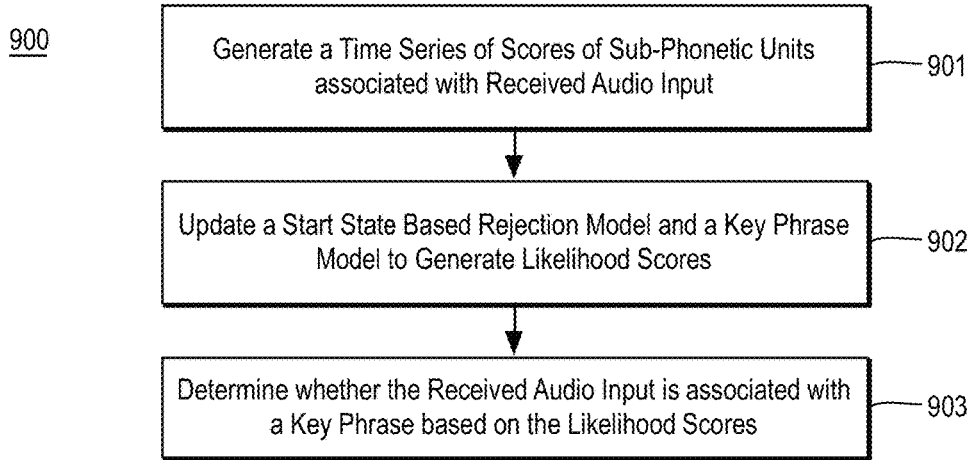 900
Generate a Time Series of Scores of Sub-Phonetic Units
associated with Received Audio Input
901
Update a Start State Based Rejection Model and a Key Phrase
Model to Generate Likelihood Scores
902
Determine whether the Received Audio Input is associated with
a Key Phrase based on the Likelihood Scores
903